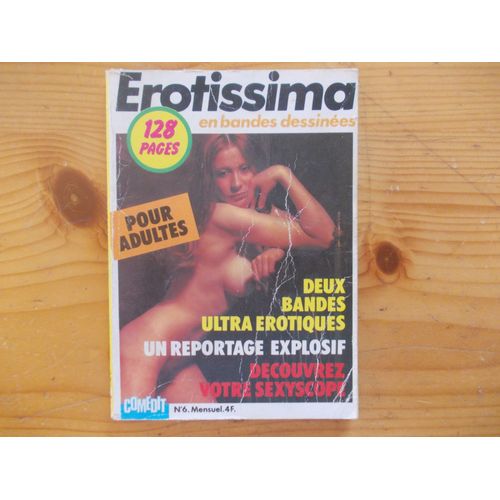 Erotissima
en bandes dessinées
128
PAGES
POUR
ADULTES
DEUX
BANDES
ULTRA EROTIQUES
UN REPORTAGE EXPLOSIF
DECOUVREZ
VOTRE SEXYSCOPE
COMÉDIT
N°6. Mensuel. 4F.